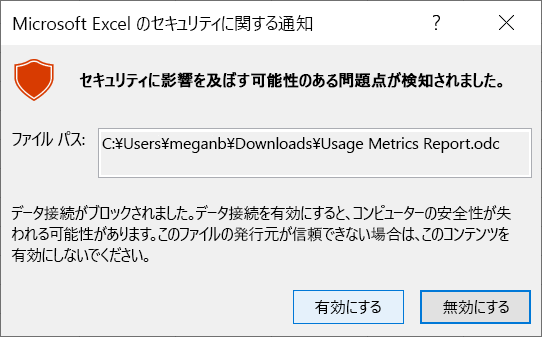 Microsoft Excel のセキュリティに関する通知
セキュリティに影響を及ぼす可能性のある問題点が検知されました。
ファイル パス:
C:¥Users¥meganb¥Downloads¥Usage Metrics Report.odc
データ接続がブロックされました。データ接続を有効にすると、コンピューターの安全性が失
われる可能性があります。このファイルの発行元が信頼できない場合は、このコンテンツを
有効にしないでください。
有効にする
無効にする